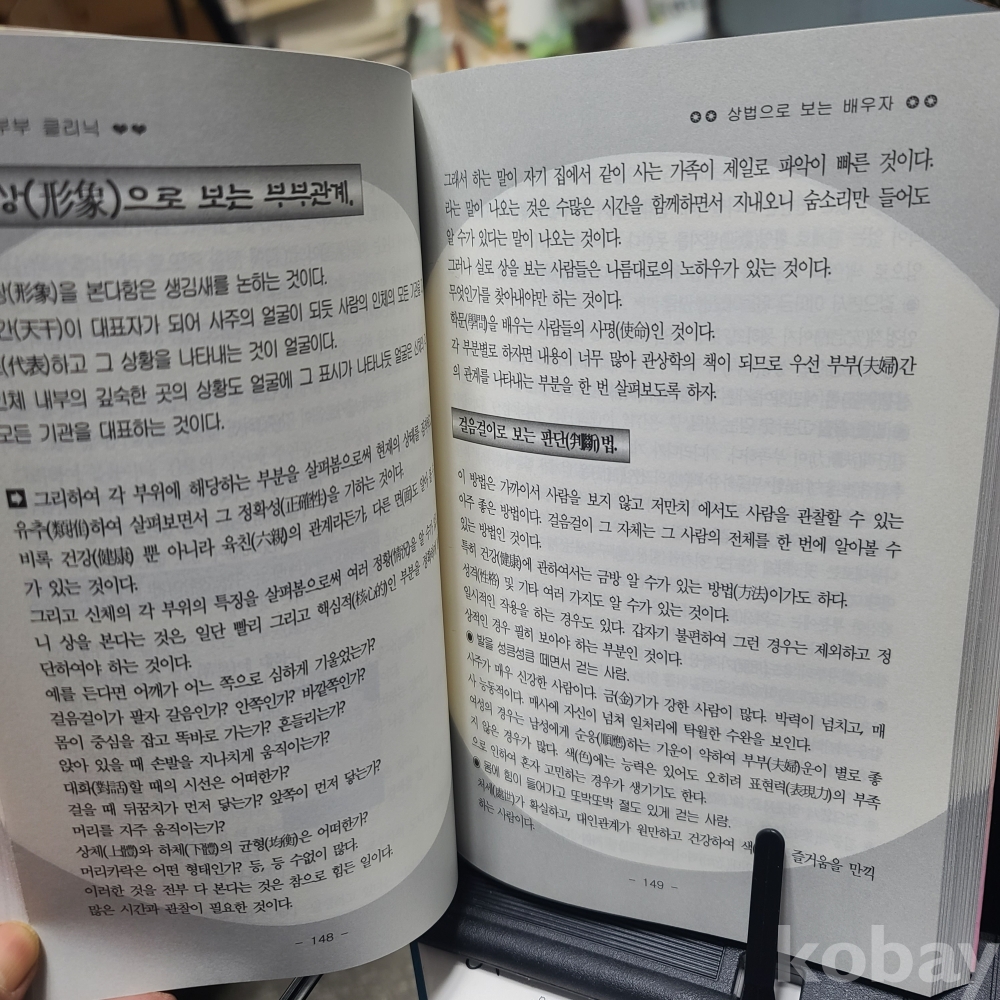 부부 클리닉 ❤❤
상(形象)으로 보는 부부관계.
상(形象)을 본다함은 생김새를 논하는 것이다.
간(天干)이 대표자가 되어 사주의 얼굴이 되듯 사람의 인체의 모든 기관을
(代表)하고 그 상황을 나타내는 것이 얼굴이다.
인체 내부의 깊숙한 곳의 상황도 얼굴에 그 표시가 나타나듯 얼굴은
모든 기관을 대표하는 것이다.
➡ 그리하여 각 부위에 해당하는 부분을 살펴봄으로써 현재의 상태를
유추(類推)하여 살펴보면서 그 정확성(正確性)을 기하는 것이다.
비록 건강(健康) 뿐 아니라 육친(六親)의 관계라든가, 다른 면(面)도
가 있는 것이다.
그리고 신체의 각 부위의 특징을 살펴봄으로써 여러 정황(情況)을 알 수가
니 상을 본다는 것은, 일단 빨리 그리고 핵심적(核心的)인 부분을
단하여야 하는 것이다.
예를 든다면 어깨가 어느 쪽으로 심하게 기울었는가?
걸음걸이가 팔자 걸음인가? 안쪽인가? 바깥쪽인가?
몸이 중심을 잡고 똑바로 가는가? 흔들리는가?
앉아 있을 때 손발을 지나치게 움직이는가?
대화(對話)할 때의 시선은 어떠한가?
걸을 때 뒤꿈치가 먼저 닿는가? 앞쪽이 먼저 닿는가?
머리를 자주 움직이는가?
상체(上體)와 하체(下體)의 균형(均衡)은 어떠한가?
머리카락은 어떤 형태인가? 등, 등 수없이 많다.
이러한 것을 전부 다 본다는 것은 참으로 힘든 일이다.
많은 시간과 관찰이 필요한 것이다.
- 148 -
✪✪ 상법으로 보는 배우자 ✪✪
그래서 하는 말이 자기 집에서 같이 사는 가족이 제일로 파악이 빠른 것이다.
라는 말이 나오는 것은 수많은 시간을 함께하면서 지내오니 숨소리만 들어도
알 수가 있다는 말이 나오는 것이다.
그러나 실로 상을 보는 사람들은 나름대로의 노하우가 있는 것이다.
무엇인가를 찾아내야만 하는 것이다.
학문(學問)을 배우는 사람들의 사명(使命)인 것이다.
각 부분별로 하자면 내용이 너무 많아 관상학의 책이 되므로 우선 부부(夫婦)간
의 관계를 나타내는 부분을 한 번 살펴보도록 하자.
걸음걸이로 보는 판단(判斷)법.
이 방법은 가까이서 사람을 보지 않고 저만치 에서도 사람을 관찰할 수 있는
아주 좋은 방법이다. 걸음걸이 그 자체는 그 사람의 전체를 한 번에 알아볼 수
있는 방법인 것이다.
특히 건강(健康)에 관하여서는 금방 알 수가 있는 방법(方法)이기도 하다.
성격(性格) 및 기타 여러 가지도 알 수가 있는 것이다.
일시적인 작용을 하는 경우도 있다. 갑자기 불편하여 그런 경우는 제외하고 정
상적인 경우 필히 보아야 하는 부분인 것이다.
◉ 발을 성큼성큼 떼면서 걷는 사람.
사주가 매우 신강한 사람이다. 금(金)기가 강한 사람이 많다. 박력이 넘치고, 매
사 능동적이다. 매사에 자신이 넘쳐 일처리에 탁월한 수완을 보인다.
여성의 경우는 남성에게 순응(順應)하는 기운이 약하여 부부(夫婦)운이 별로 좋
지 않은 경우가 많다. 색(色)에는 능력은 있어도 오히려 표현력(表現力)의 부족
으로 인하여 혼자 고민하는 경우가 생기기도 한다.
◉ 몸에 힘이 들어가고 또박또박 절도 있게 걷는 사람.
처세(處世)가 확실하고, 대인관계가 원만하고 건강하여 색 즐거움을 만끽
하는 사람이다.
- 149 -
kobay